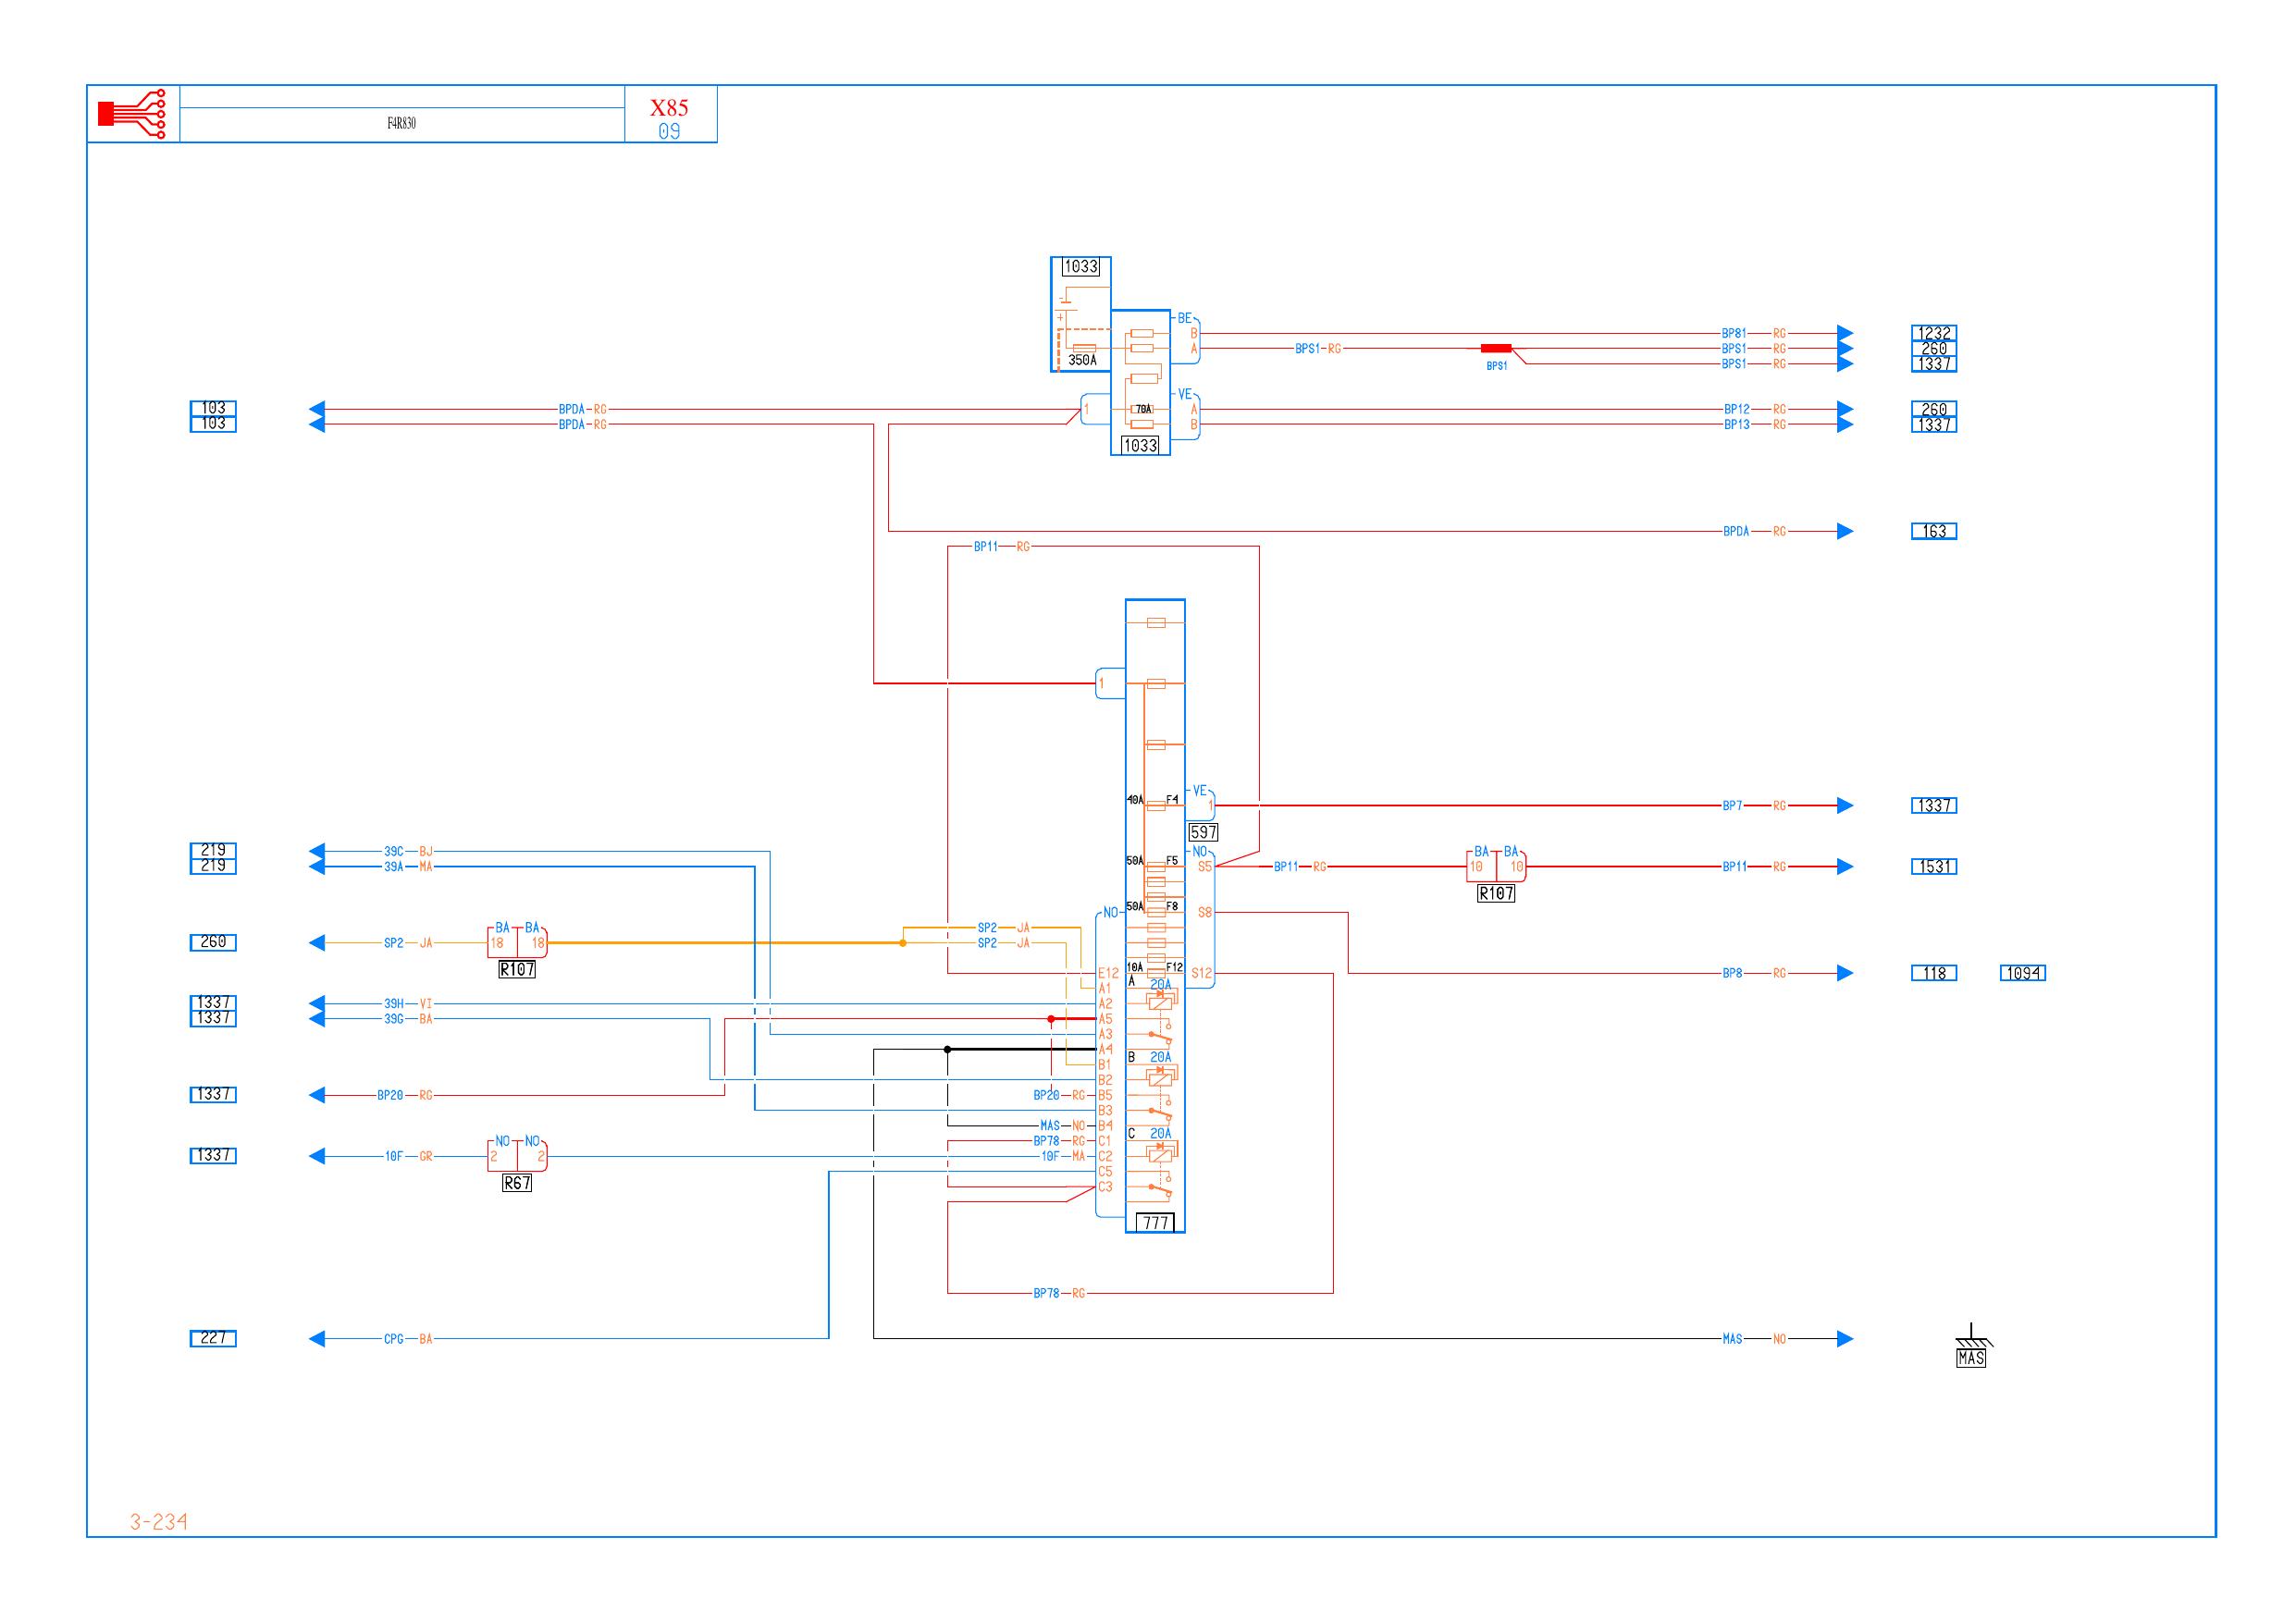 X85
F4R830
09
1033
350A
BE
B BP81 RG 1232
A BPS1 RG BPS1 BPS1 RG 260
BPS1 RG 1337
103 BPDA RG 1 70A VE A BP12 RG 260
103 BPDA RG B BP13 RG 1337
1033
BPDA RG 163
BP11 RG
1
VE
40A F4 1 BP7 RG 1337
597
219 39C BJ NO BA BA
219 39A MA 50A F5 S5 BP11 RG 10 10 BP11 RG 1531
R107
NO 50A F8 S8
BA BA SP2 JA
260 SP2 JA 18 18 SP2 JA
R107
E12 10A F12 S12 BP8 RG 118 1094
A1 A 20A
1337 39H VI A2
1337 39G BA A5
A3
A4
B1 B 20A
B2
1337 BP20 RG BP20 RG B5
B3
MAS NO B4
NO NO BP78 RG C1 C 20A
1337 10F GR 2 2 10F MA C2
R67
C5
C3
777
BP78 RG
227 CPG BA MAS NO
MAS
3-234